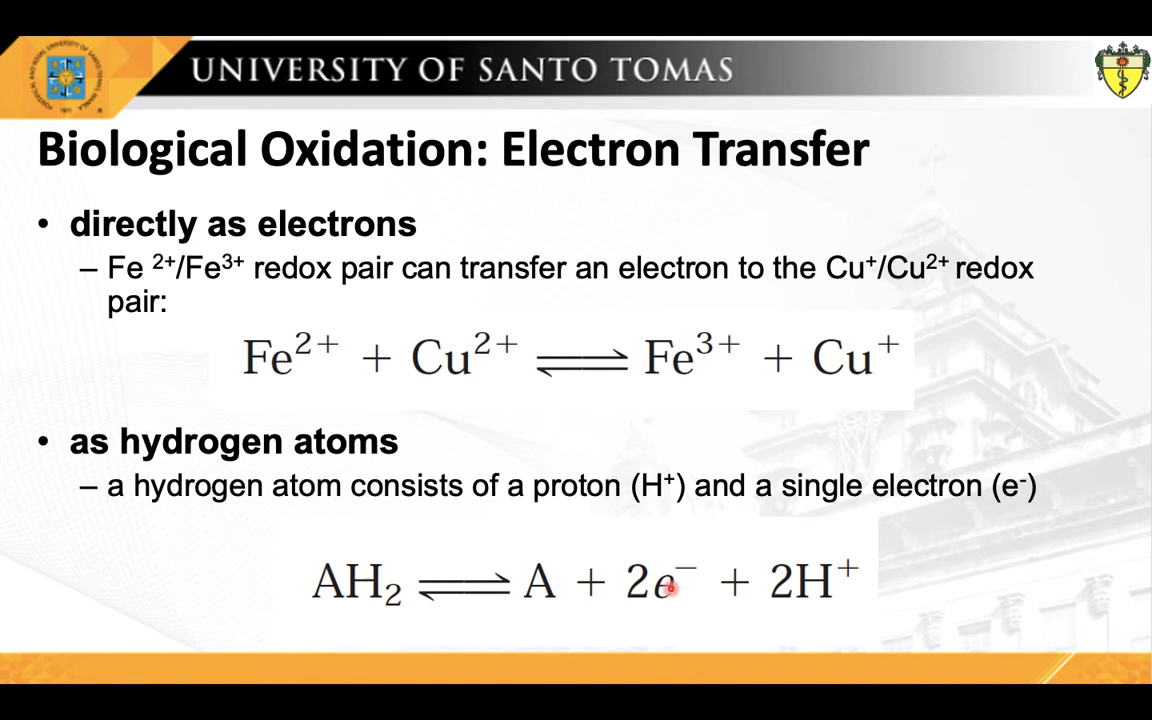 UNIVERSITY OF SANTO TOMAS
Biological Oxidation: Electron Transfer
• directly as electrons
– Fe ²⁺/Fe³⁺ redox pair can transfer an electron to the Cu⁺/Cu²⁺ redox
pair:
Fe²⁺ + Cu²⁺ ⇌ Fe³⁺ + Cu⁺
• as hydrogen atoms
– a hydrogen atom consists of a proton (H⁺) and a single electron (e⁻)
AH₂ ⇌ A + 2e⁻ + 2H⁺